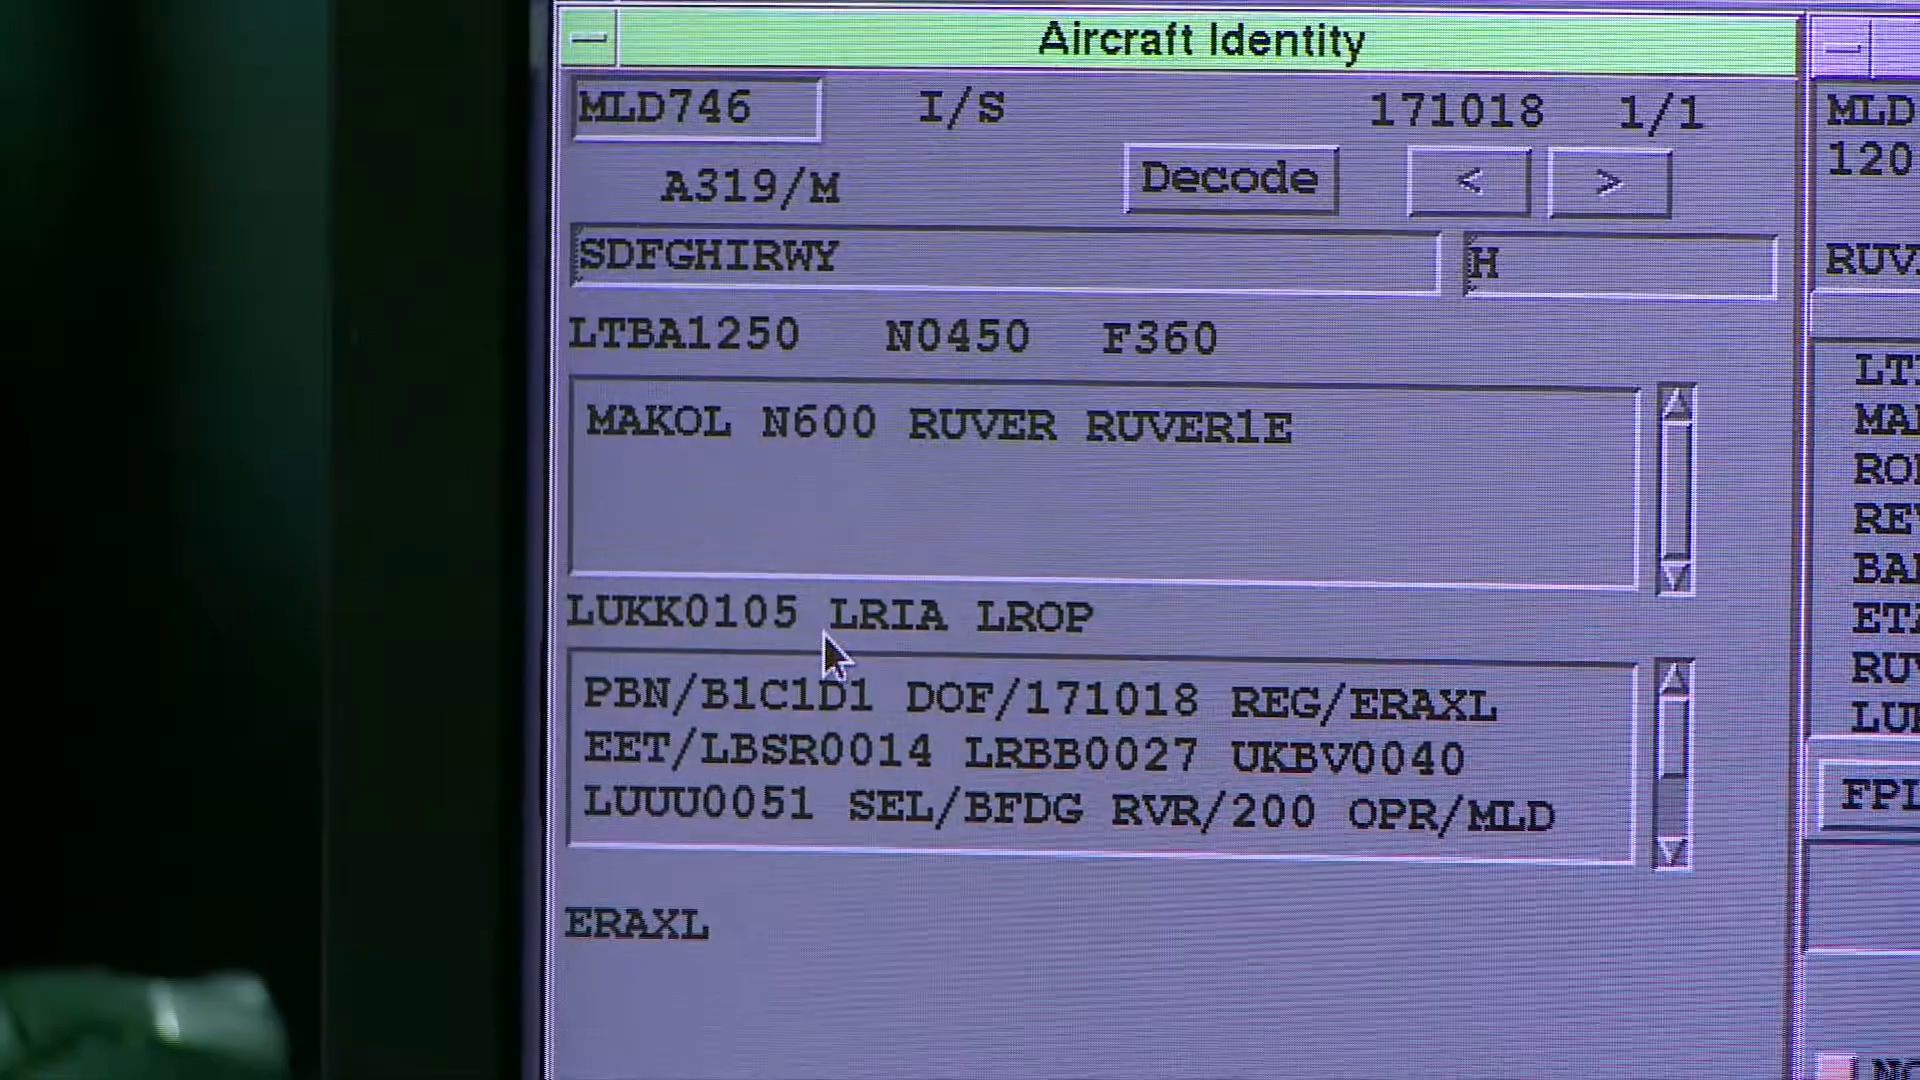 Aircraft Identity
MLD746 I/S 171018 1/1
A319/M Decode < >
SDFGHIRWY H
LTBA1250 N0450 F360
MAKOL N600 RUVER RUVER1E
LUKK0105 LRIA LROP
PBN/B1C1D1 DOF/171018 REG/ERAXL
EET/LBSR0014 LRBB0027 UKBV0040
LUUU0051 SEL/BFDG RVR/200 OPR/MLD
ERAXL
MLD
120